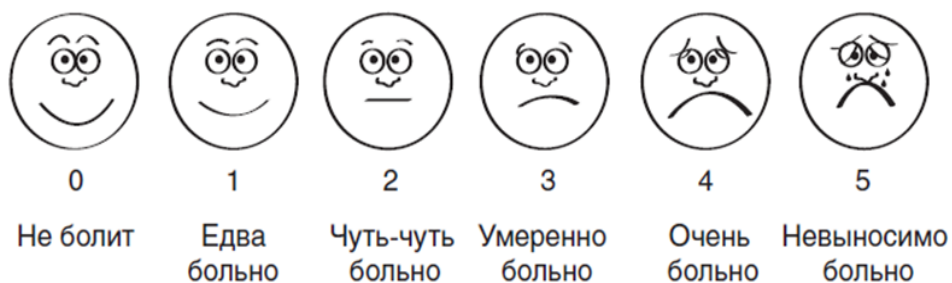 0 1 2 3 4 5
Не болит Едва Чуть-чуть Умеренно Очень Невыносимо
больно больно больно больно больно